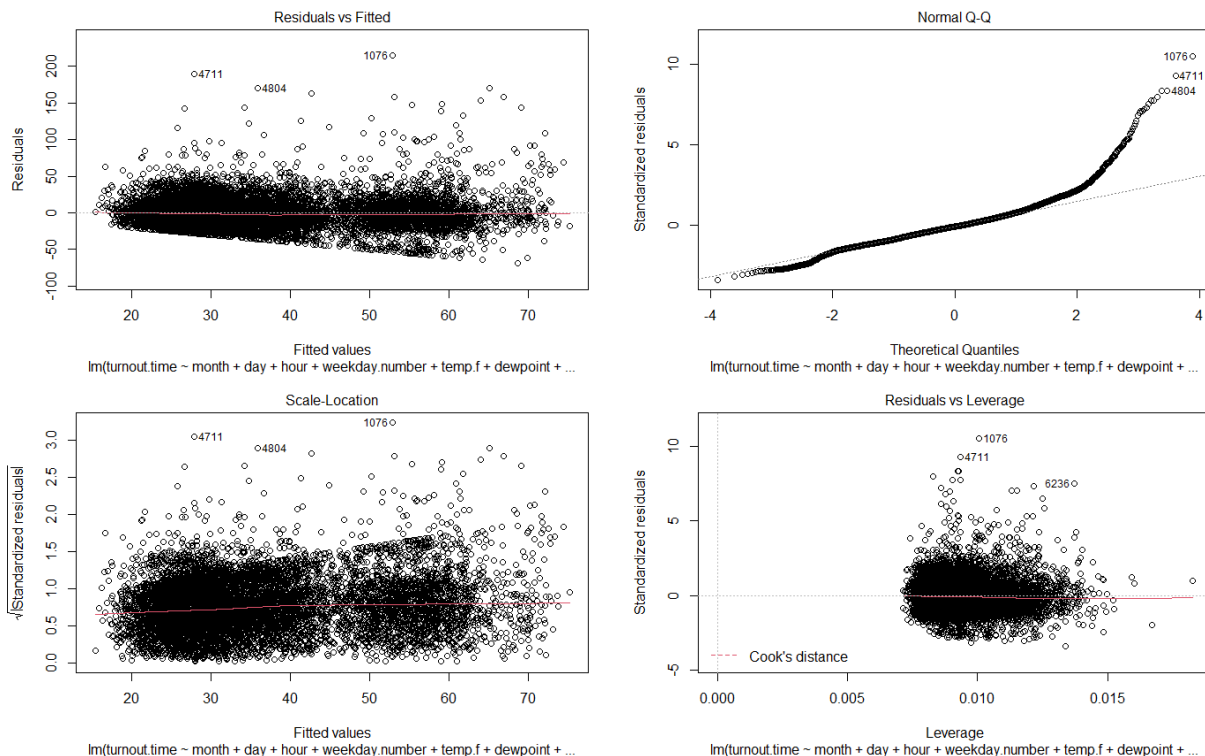 Residuals vs Fitted
Residuals
-100 -50 0 50 100 150 200
1076
4711
4804
20 30 40 50 60 70
Fitted values
lm(turnout.time ~ month + day + hour + weekday.number + temp.f + dewpoint + ...
Normal Q-Q
Standardized residuals
0 5 10
1076
4711
4804
-4 -2 0 2 4
Theoretical Quantiles
lm(turnout.time ~ month + day + hour + weekday.number + temp.f + dewpoint + ...
Scale-Location
√|Standardized residuals|
0.0 0.5 1.0 1.5 2.0 2.5 3.0
1076
4711
4804
20 30 40 50 60 70
Fitted values
lm(turnout.time ~ month + day + hour + weekday.number + temp.f + dewpoint + ...
Residuals vs Leverage
Standardized residuals
-5 0 5 10
1076
4711
6236
Cook's distance
0.000 0.005 0.010 0.015
Leverage
lm(turnout.time ~ month + day + hour + weekday.number + temp.f + dewpoint + ...